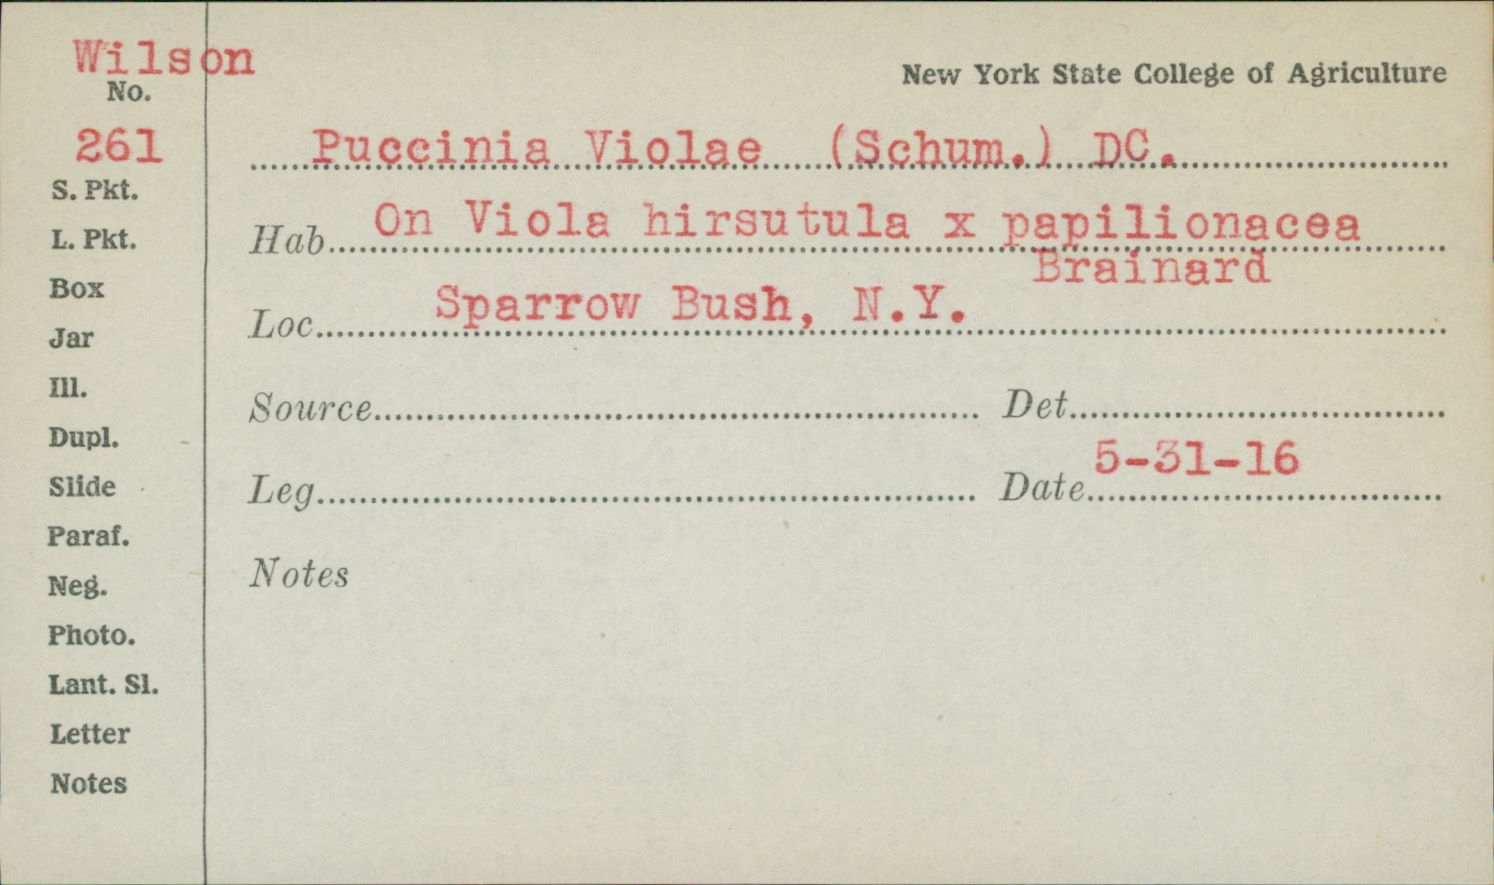 Wilson
No.
261
S. Pkt.
L. Pkt.
Box
Jar
Ill.
Dupl.
Slide
Paraf.
Neg.
Photo.
Lant. Sl.
Letter
Notes
New York State College of Agriculture
Puccinia Violae (Schum.) DC.
Hab. On Viola hirsutula x papilionacea
Brainard
Loc. Sparrow Bush, N.Y.
Source Det.
5-31-16
Leg. Date
Notes